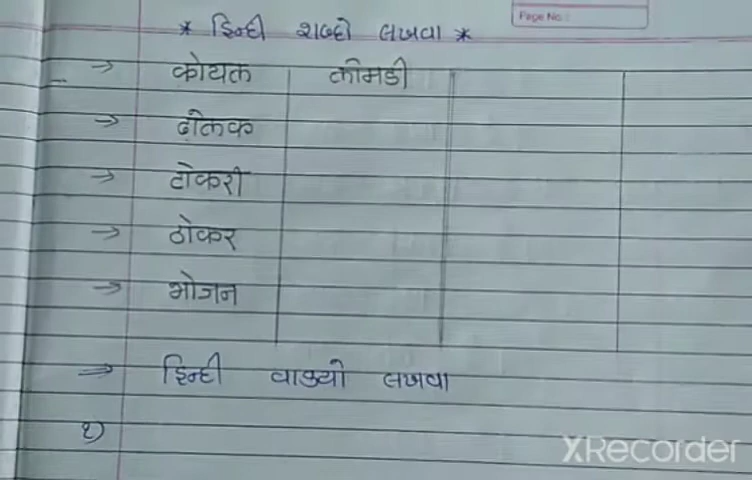 Page No.:
* હિન્દી શબ્દો લખવા *
→ कोयल लोमडी
→ ढोलक
→ टोकरी
→ ठोकर
→ भोजन
⇒ હિન્દી વાક્યો લખવા
१)
XRecorder